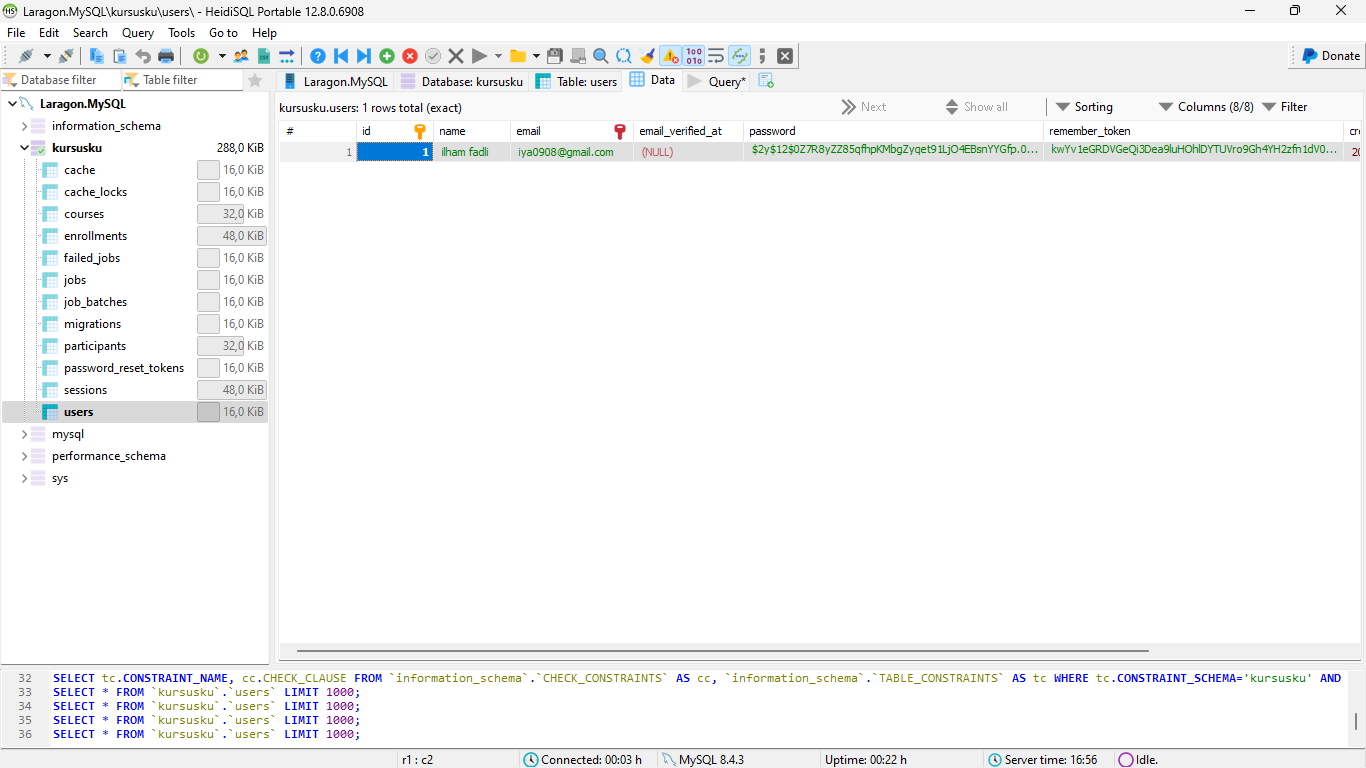 Laragon.MySQL\kursusku\users\ - HeidiSQL Portable 12.8.0.6908
File Edit Search Query Tools Go to Help
Donate
Database filter Table filter
Laragon.MySQL Database: kursusku Table: users Data Query*
Laragon.MySQL
information_schema
kursusku 288,0 KiB
cache 16,0 KiB
cache_locks 16,0 KiB
courses 32,0 KiB
enrollments 48,0 KiB
failed_jobs 16,0 KiB
jobs 16,0 KiB
job_batches 16,0 KiB
migrations 16,0 KiB
participants 32,0 KiB
password_reset_tokens 16,0 KiB
sessions 48,0 KiB
users 16,0 KiB
mysql
performance_schema
sys
kursusku.users: 1 rows total (exact) Next Show all Sorting Columns (8/8) Filter
# id name email email_verified_at password remember_token cre
1 1 ilham fadli iya0908@gmail.com (NULL) $2y$12$0Z7R8yZZ85qfhpKMbgZyqet91LjO4EBsnYYGfp.0... kwYv1eGRDVGeQi3Dea9luHOhlDYTUVro9Gh4YH2zfn1dV0... 20
32 SELECT tc.CONSTRAINT_NAME, cc.CHECK_CLAUSE FROM `information_schema`.`CHECK_CONSTRAINTS` AS cc, `information_schema`.`TABLE_CONSTRAINTS` AS tc WHERE tc.CONSTRAINT_SCHEMA='kursusku' AND
33 SELECT * FROM `kursusku`.`users` LIMIT 1000;
34 SELECT * FROM `kursusku`.`users` LIMIT 1000;
35 SELECT * FROM `kursusku`.`users` LIMIT 1000;
36 SELECT * FROM `kursusku`.`users` LIMIT 1000;
r1 : c2 Connected: 00:03 h MySQL 8.4.3 Uptime: 00:22 h Server time: 16:56 Idle.